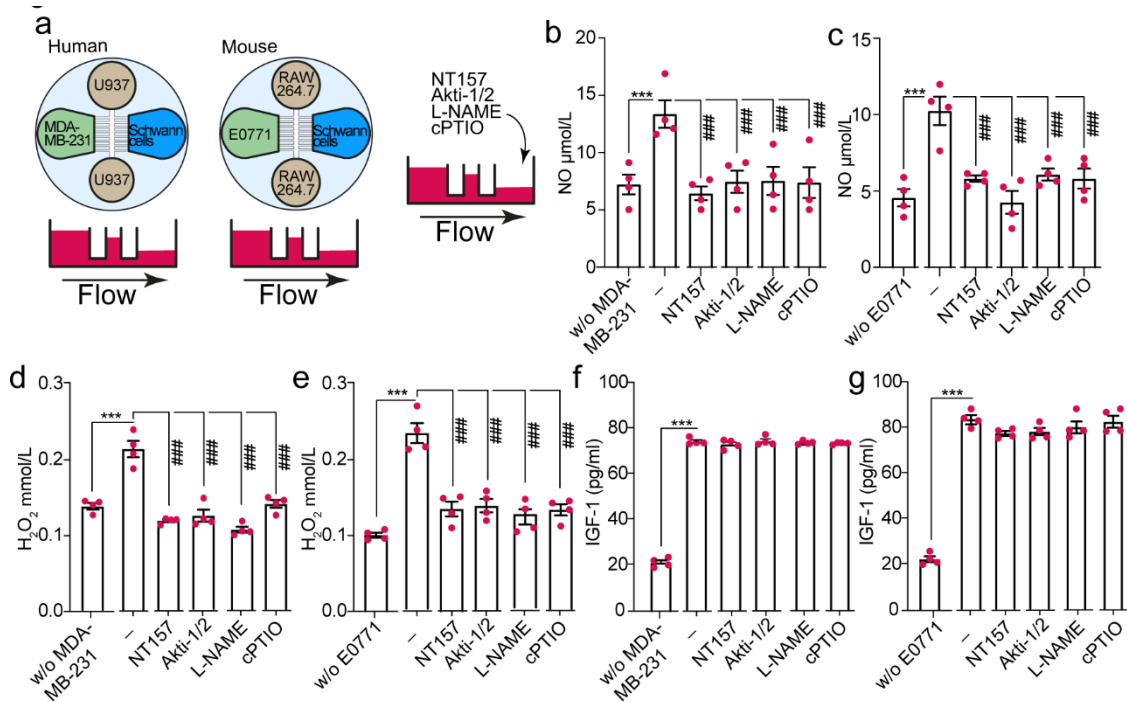 a
Human
U937
MDA-
MB-231
Schwann
cells
U937
Flow
Mouse
RAW
264.7
E0771
Schwann
cells
RAW
264.7
Flow
NT157
Akti-1/2
L-NAME
cPTIO
Flow
b
NO µmol/L
20
15
10
5
0
***
###
###
###
###
w/o MDA-
MB-231
–
NT157
Akti-1/2
L-NAME
cPTIO
c
NO µmol/L
15
10
5
0
***
###
###
###
###
w/o E0771
–
NT157
Akti-1/2
L-NAME
cPTIO
d
H2O2 mmol/L
0.3
0.2
0.1
0.0
***
###
###
###
###
w/o MDA-
MB-231
–
NT157
Akti-1/2
L-NAME
cPTIO
e
H2O2 mmol/L
0.3
0.2
0.1
0.0
***
###
###
###
###
w/o E0771
–
NT157
Akti-1/2
L-NAME
cPTIO
f
IGF-1 (pg/ml)
100
80
60
40
20
0
***
w/o MDA-
MB-231
–
NT157
Akti-1/2
L-NAME
cPTIO
g
IGF-1 (pg/ml)
100
80
60
40
20
0
***
w/o E0771
–
NT157
Akti-1/2
L-NAME
cPTIO